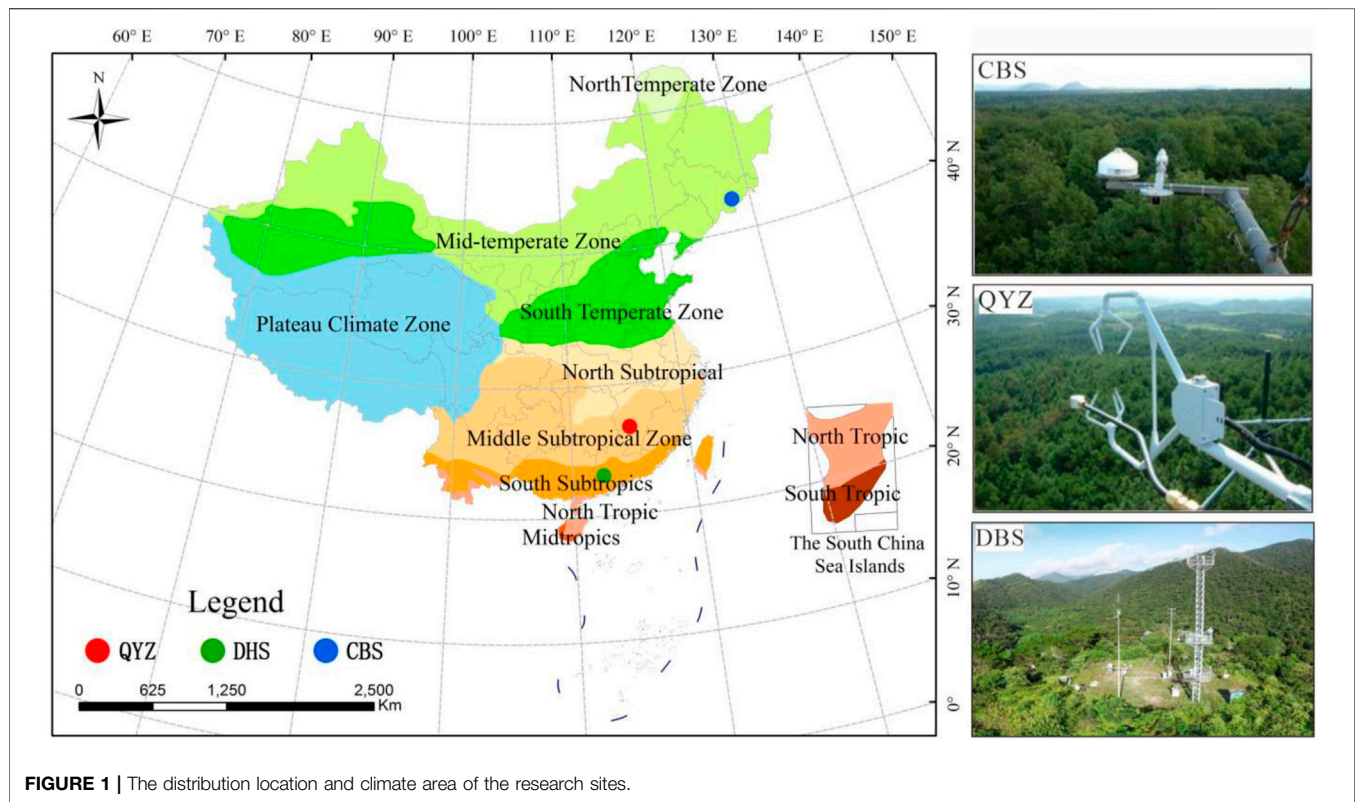 60° E 70° E 80° E 90° E 100° E 110° E 120° E 130° E 150° E
N
NorthTemperate Zone
40° N
Mid-temperate Zone
South Temperate Zone
Plateau Climate Zone
30° N
North Subtropical
Middle Subtropical Zone
20° N
South Subtropics
North Tropic
Midtropics
North Tropic
South Tropic
The South China
Sea Islands
10° N
0°
Legend
QYZ DHS CBS
0 625 1,250 2,500
Km
CBS
QYZ
DBS
FIGURE 1 | The distribution location and climate area of the research sites.